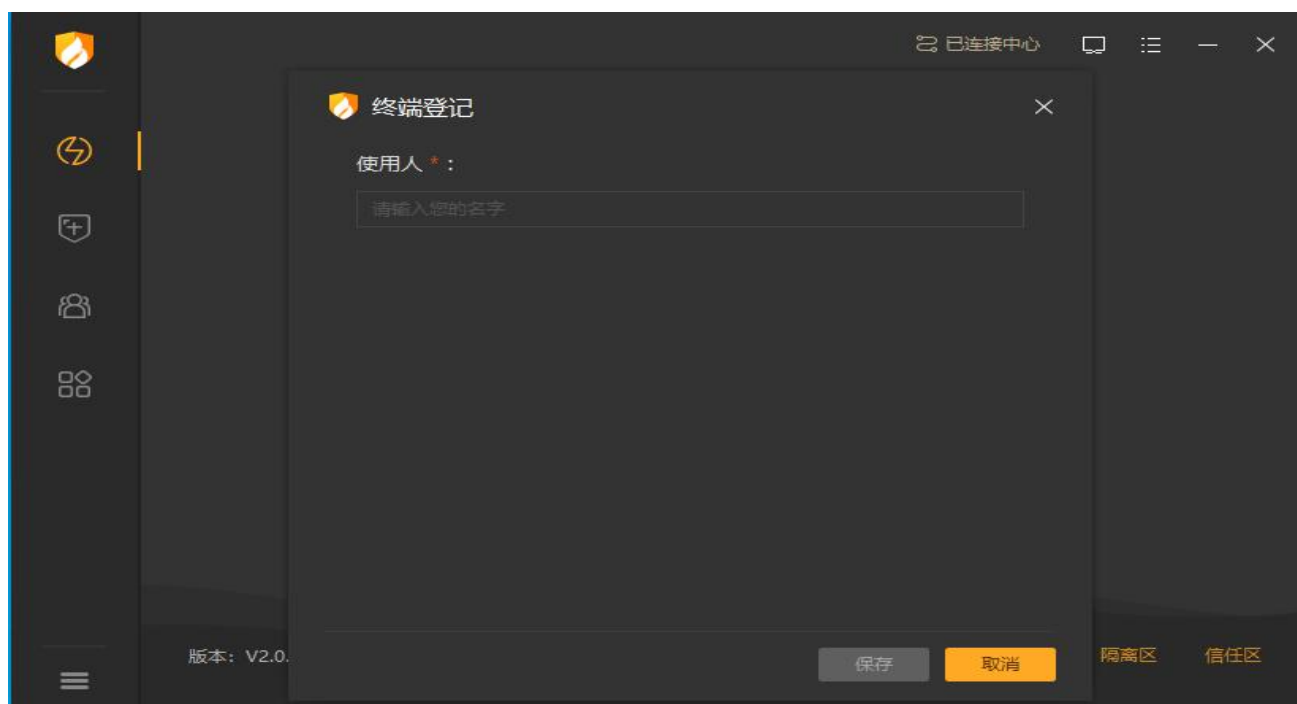 已连接中心
终端登记
使用人 * :
请输入您的名字
版本: V2.0.
保存
取消
隔离区
信任区